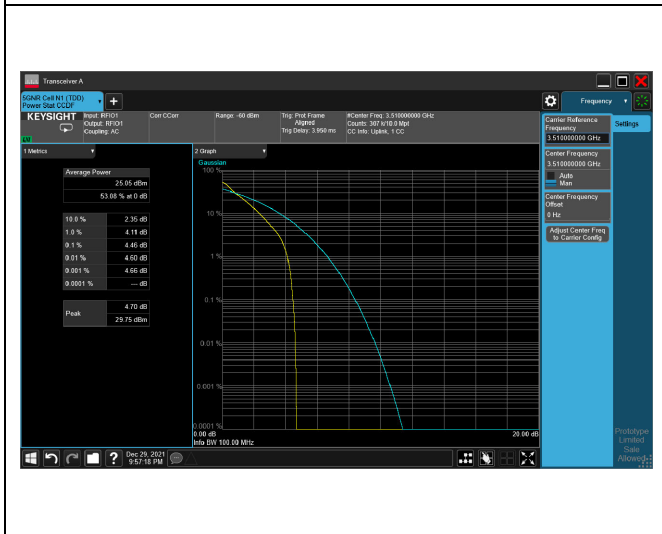 Transceiver A
5GNR Cell N1 (TDD)
Power Stat CCDF
Frequency
KEYSIGHT
Input: RFIO1
Output: RFIO1
Coupling: AC
Corr CCorr
Range: -60 dBm
Trig: Prot Frame
Aligned
Trig Delay: 3.950 ms
#Center Freq: 3.510000000 GHz
Counts: 307 k/10.0 Mpt
CC Info: Uplink, 1 CC
Carrier Reference
Frequency
3.510000000 GHz
Settings
Center Frequency
3.510000000 GHz
Auto
Man
Center Frequency
Offset
0 Hz
Adjust Center Freq
to Carrier Config
1 Metrics
Average Power
25.05 dBm
53.08 % at 0 dB
10.0 % 2.35 dB
1.0 % 4.11 dB
0.1 % 4.46 dB
0.01 % 4.60 dB
0.001 % 4.66 dB
0.0001 % --- dB
Peak
4.70 dB
29.75 dBm
2 Graph
Gaussian
100 %
10 %
1 %
0.1 %
0.01 %
0.001 %
0.0001 %
0.00 dB
20.00 dB
Info BW 100.00 MHz
Prototype
Limited
Sale
Allowed
Dec 29, 2021
9:57:18 PM